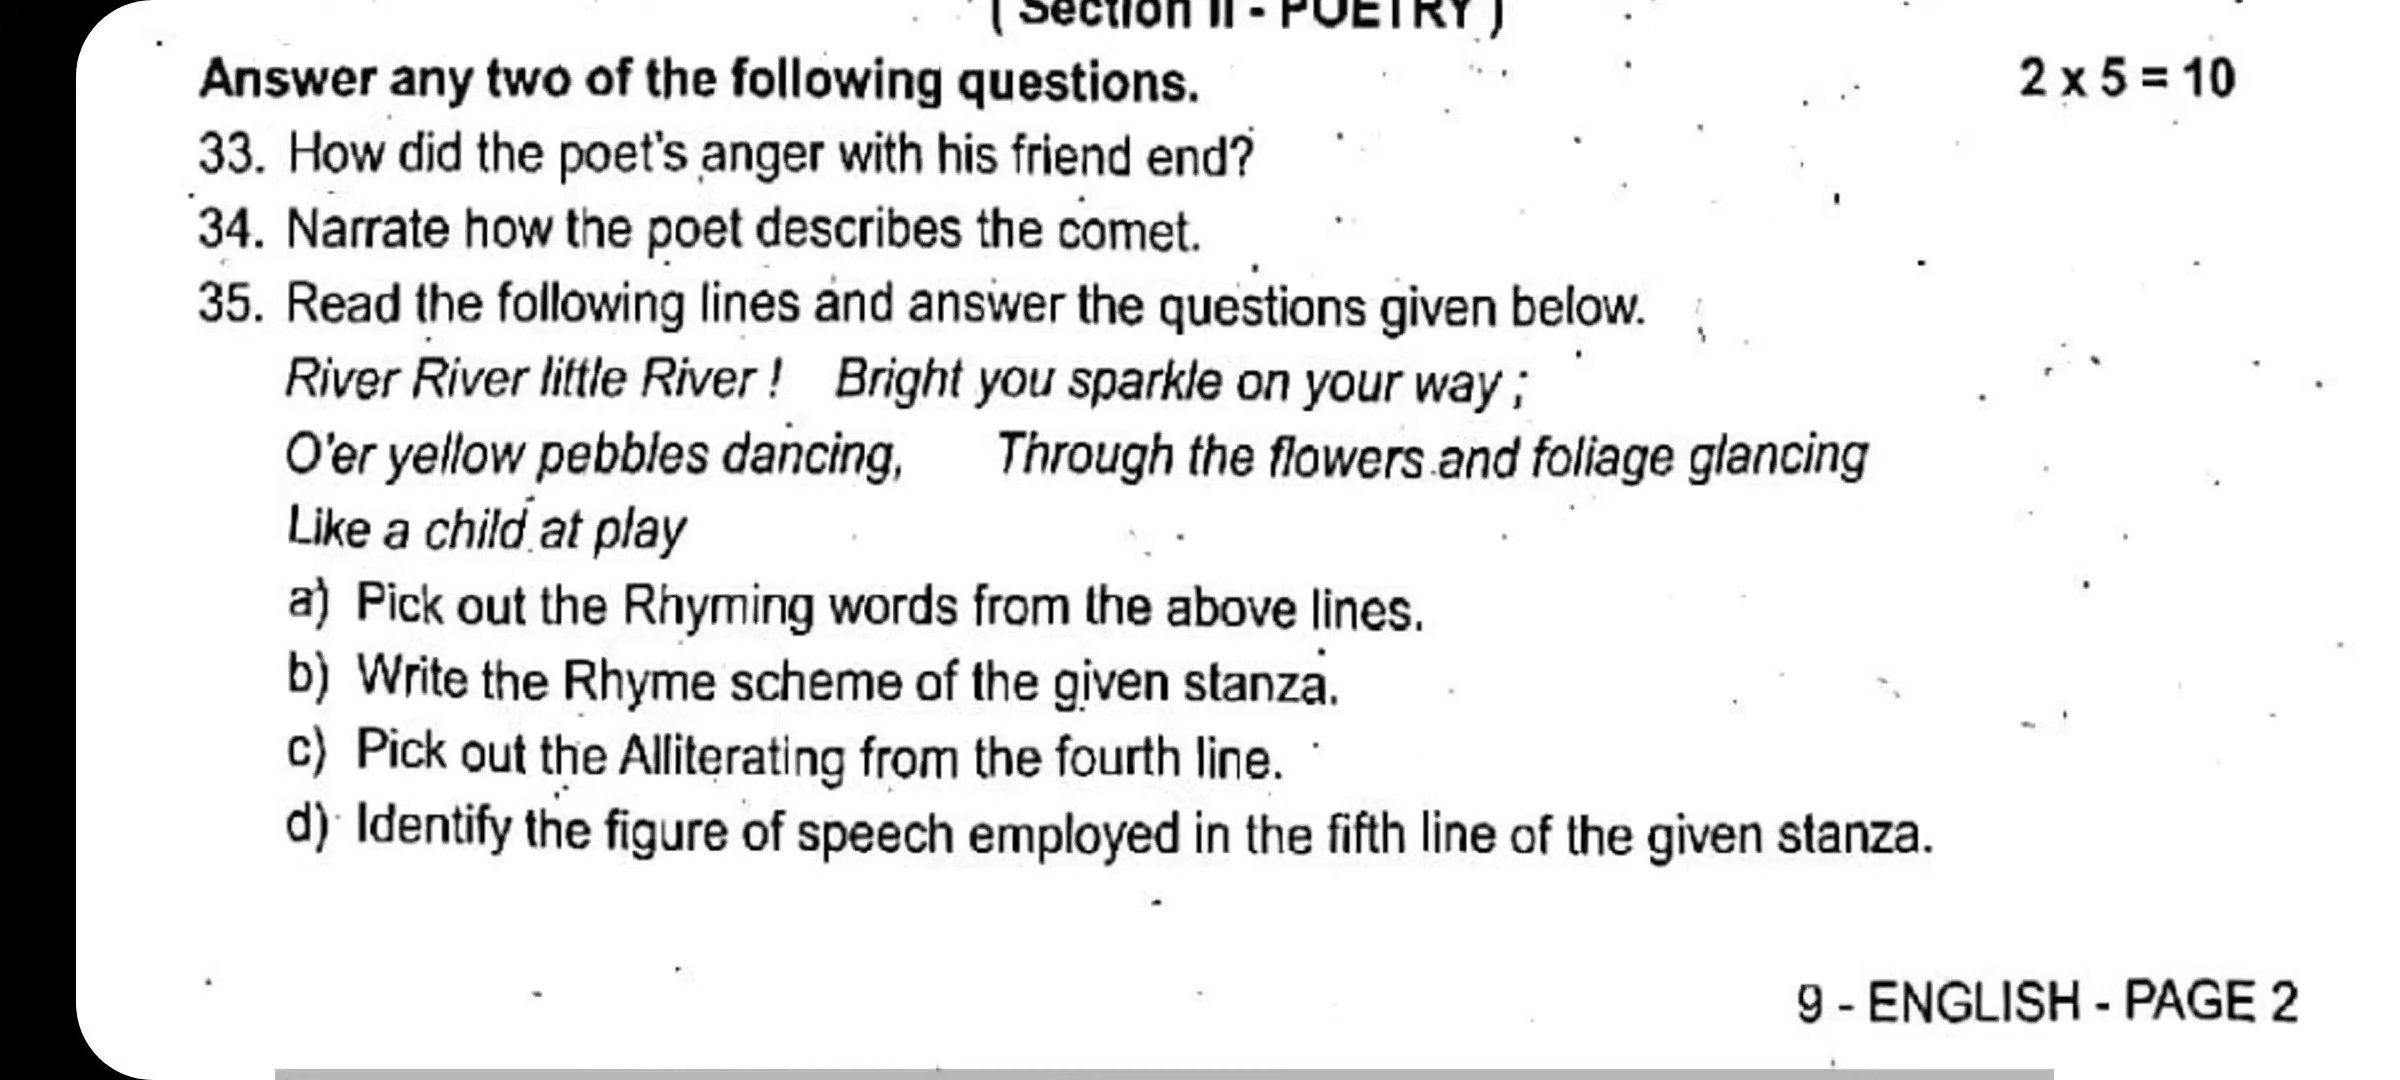 ( Section II - POETRY )
Answer any two of the following questions. 2 x 5 = 10
33. How did the poet's anger with his friend end?
34. Narrate how the poet describes the comet.
35. Read the following lines and answer the questions given below.
River River little River ! Bright you sparkle on your way ;
O'er yellow pebbles dancing, Through the flowers and foliage glancing
Like a child at play
a) Pick out the Rhyming words from the above lines.
b) Write the Rhyme scheme of the given stanza.
c) Pick out the Alliterating from the fourth line.
d) Identify the figure of speech employed in the fifth line of the given stanza.
9 - ENGLISH - PAGE 2